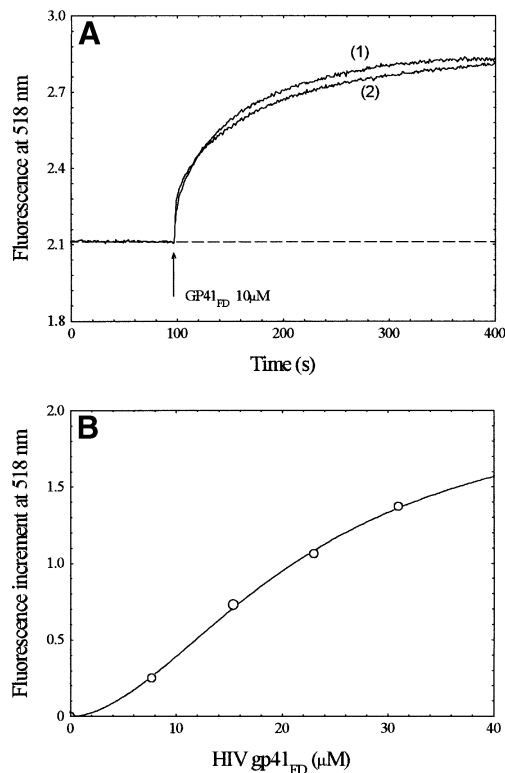 A
3.0
2.7
2.4
2.1
1.8
Fluorescence at 518 nm
(1)
(2)
GP41FD 10μM
0 100 200 300 400
Time (s)
B
2.0
1.5
1.0
0.5
0
Fluorescence increment at 518 nm
0 10 20 30 40
HIV gp41FD (μM)